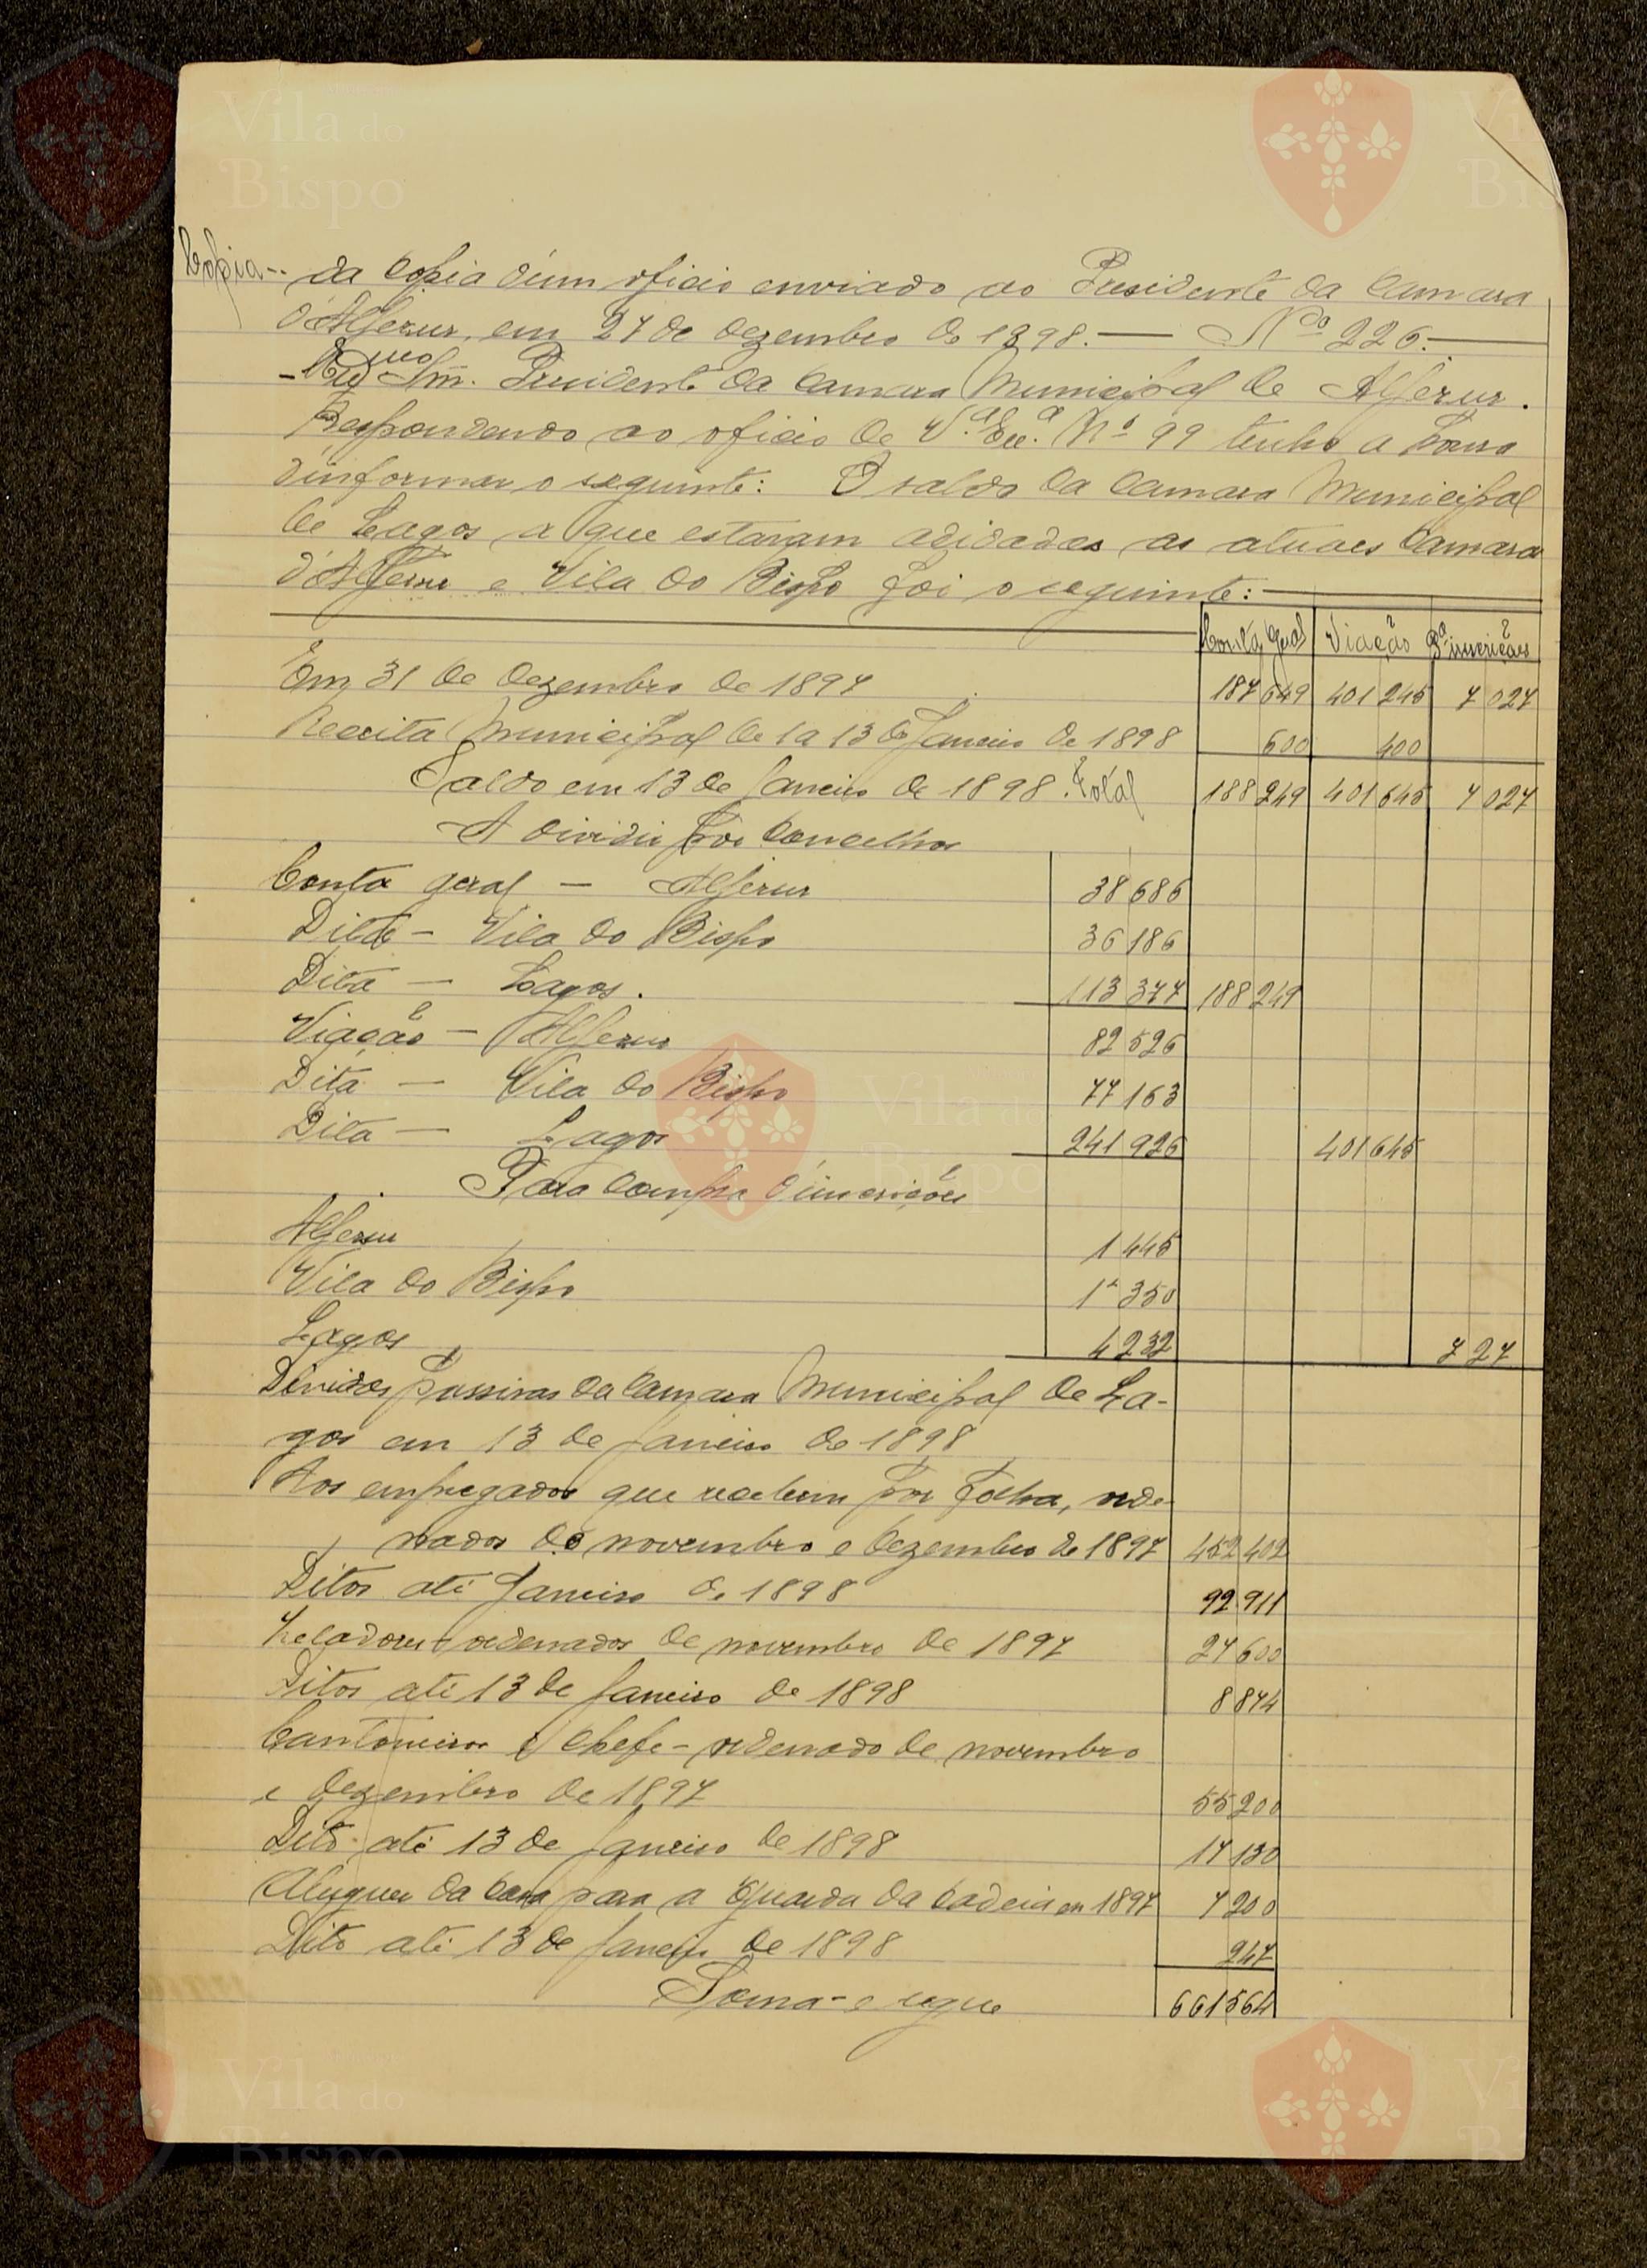 Copia - da Copia d'um oficio enviado ao Presidente da Camara
d'Aljezur, em 27 de Dezembro de 1898. — Nº 226. —
Exmo Snr. Presidente da Camara Municipal de Aljezur.
Respondendo ao oficio de V.ª Exª. Nº 99 tenho a honra
d'informar o seguinte: O saldo da Camara Municipal
de Lagos a que estavam adidadas as atuaes Camara
d'Aljezur e Vila do Bispo foi o seguinte: —
Conta Geral Viação Pª inscrições
Em 31 de Dezembro de 1897 187 649 401 245 7 027
Receita Municipal de 1 a 13 de Janeiro de 1898 600 400
Saldo em 13 de Janeiro de 1898. Total 188 249 401 645 7 027
A dividir por Concelhos
Conta geral — Aljezur 38 686
Dita — Vila do Bispo 36 186
Dita — Lagos. 113 377 188 249
Viação — Aljezur 82 526
Dita — Vila do Bispo 77 163
Dita — Lagos 241 926 401 645
Para Compra d'inscrições
Aljezur 1 445
Vila do Bispo 1 350
Lagos 4 232 7 27
Dividas passivas da Camara Municipal de La-
gos em 13 de Janeiro de 1898
Aos empregados que recebem por folha, orde-
nados de novembro e Dezembro de 1897 452 402
Ditos até Janeiro de 1898 92 911
Zeladores - ordenados de novembro de 1897 27 600
Ditos até 13 de Janeiro de 1898 8 874
Cantoneiros e Chefe - ordenado de novembro
e Dezembro de 1897 55 200
Dito até 13 de Janeiro de 1898 17 130
Aluguer da Casa para a Guarda da Cadeia em 1897 7 200
Dito até 13 de Janeiro de 1898 247
Soma - e segue 661 564
Vila do
Bispo